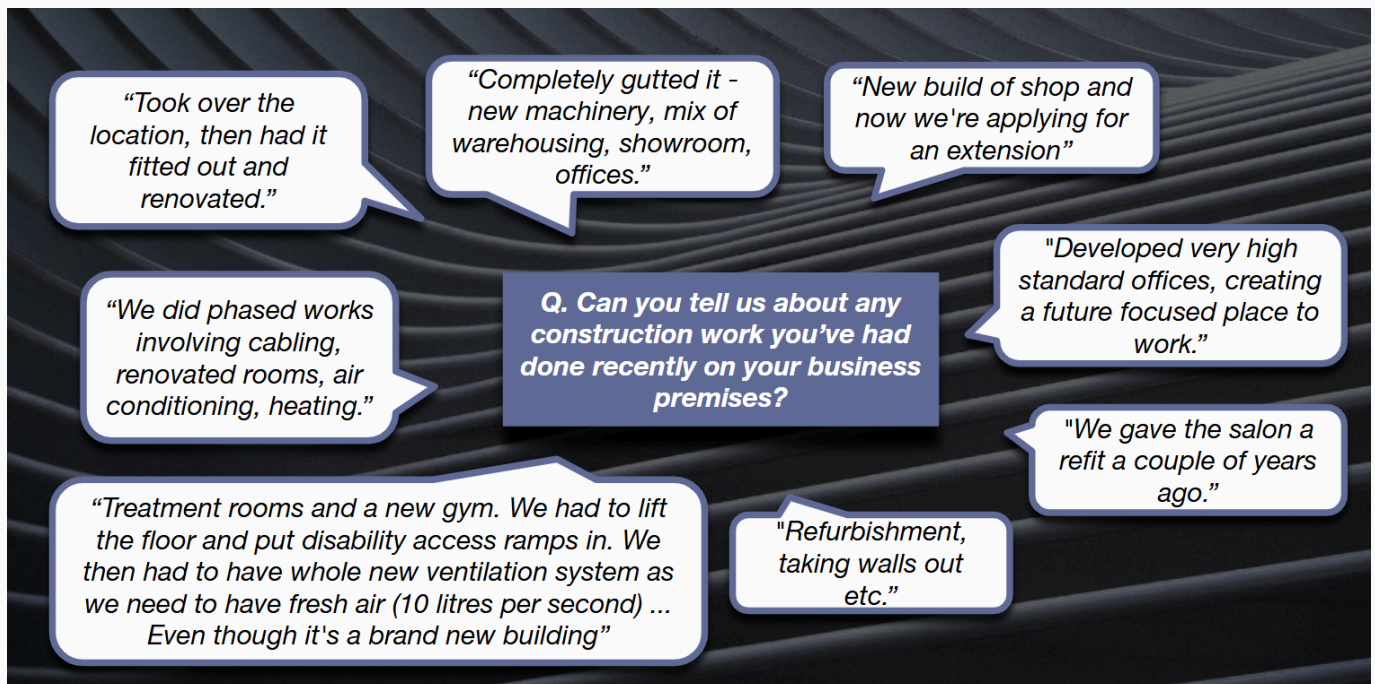 “Took over the
location, then had it
fitted out and
renovated.”
“Completely gutted it -
new machinery, mix of
warehousing, showroom,
offices.”
“New build of shop and
now we're applying for
an extension”
“We did phased works
involving cabling,
renovated rooms, air
conditioning, heating.”
Q. Can you tell us about any
construction work you’ve had
done recently on your business
premises?
"Developed very high
standard offices, creating
a future focused place to
work.”
"We gave the salon a
refit a couple of years
ago.”
“Treatment rooms and a new gym. We had to lift
the floor and put disability access ramps in. We
then had to have whole new ventilation system as
we need to have fresh air (10 litres per second) ...
Even though it's a brand new building”
"Refurbishment,
taking walls out
etc.”